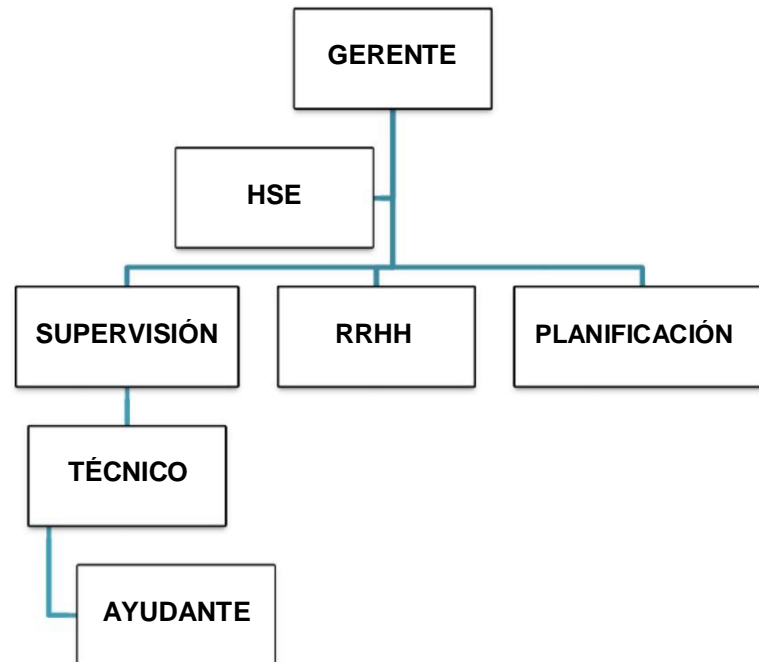 GERENTE
HSE
SUPERVISIÓN
RRHH
PLANIFICACIÓN
TÉCNICO
AYUDANTE